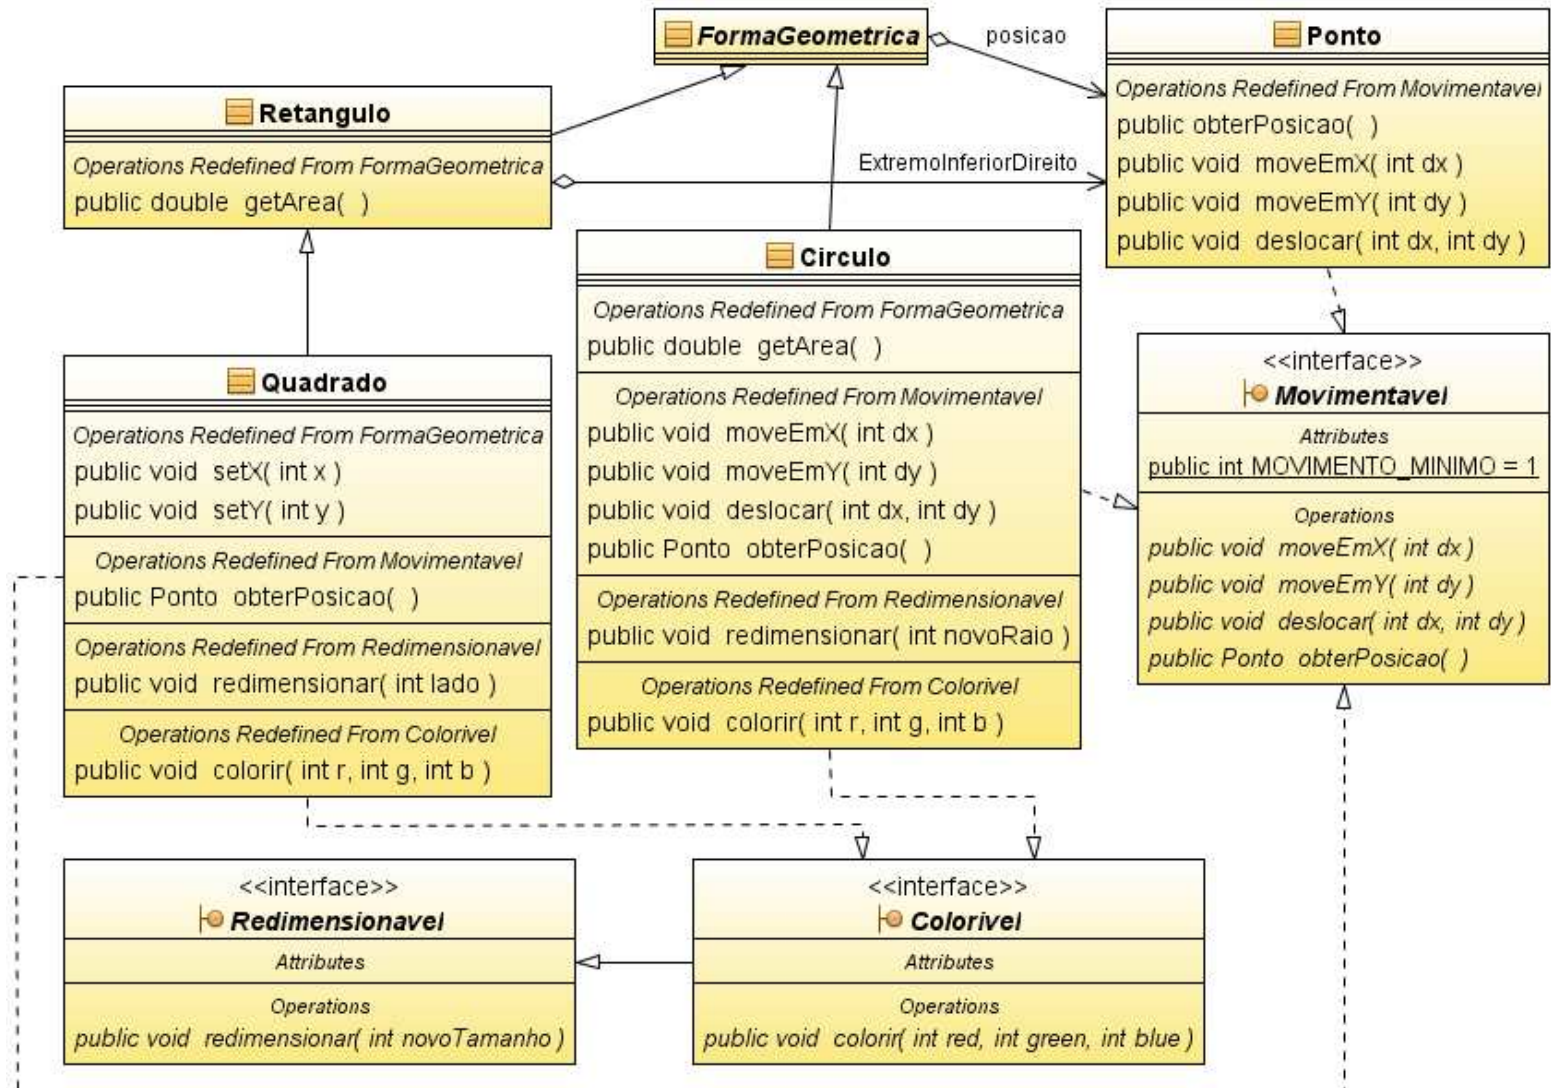 FormaGeometrica
posicao
Ponto
Operations Redefined From Movimentavel
public obterPosicao( )
public void moveEmX( int dx )
public void moveEmY( int dy )
public void deslocar( int dx, int dy )
Retangulo
Operations Redefined From FormaGeometrica
public double getArea( )
ExtremoInferiorDireito
Circulo
Operations Redefined From FormaGeometrica
public double getArea( )
Operations Redefined From Movimentavel
public void moveEmX( int dx )
public void moveEmY( int dy )
public void deslocar( int dx, int dy )
public Ponto obterPosicao( )
Operations Redefined From Redimensionavel
public void redimensionar( int novoRaio )
Operations Redefined From Colorivel
public void colorir( int r, int g, int b )
Quadrado
Operations Redefined From FormaGeometrica
public void setX( int x )
public void setY( int y )
Operations Redefined From Movimentavel
public Ponto obterPosicao( )
Operations Redefined From Redimensionavel
public void redimensionar( int lado )
Operations Redefined From Colorivel
public void colorir( int r, int g, int b )
<<interface>>
Movimentavel
Attributes
public int MOVIMENTO_MINIMO = 1
Operations
public void moveEmX( int dx )
public void moveEmY( int dy )
public void deslocar( int dx, int dy )
public Ponto obterPosicao( )
<<interface>>
Redimensionavel
Attributes
Operations
public void redimensionar( int novoTamanho )
<<interface>>
Colorivel
Attributes
Operations
public void colorir( int red, int green, int blue )